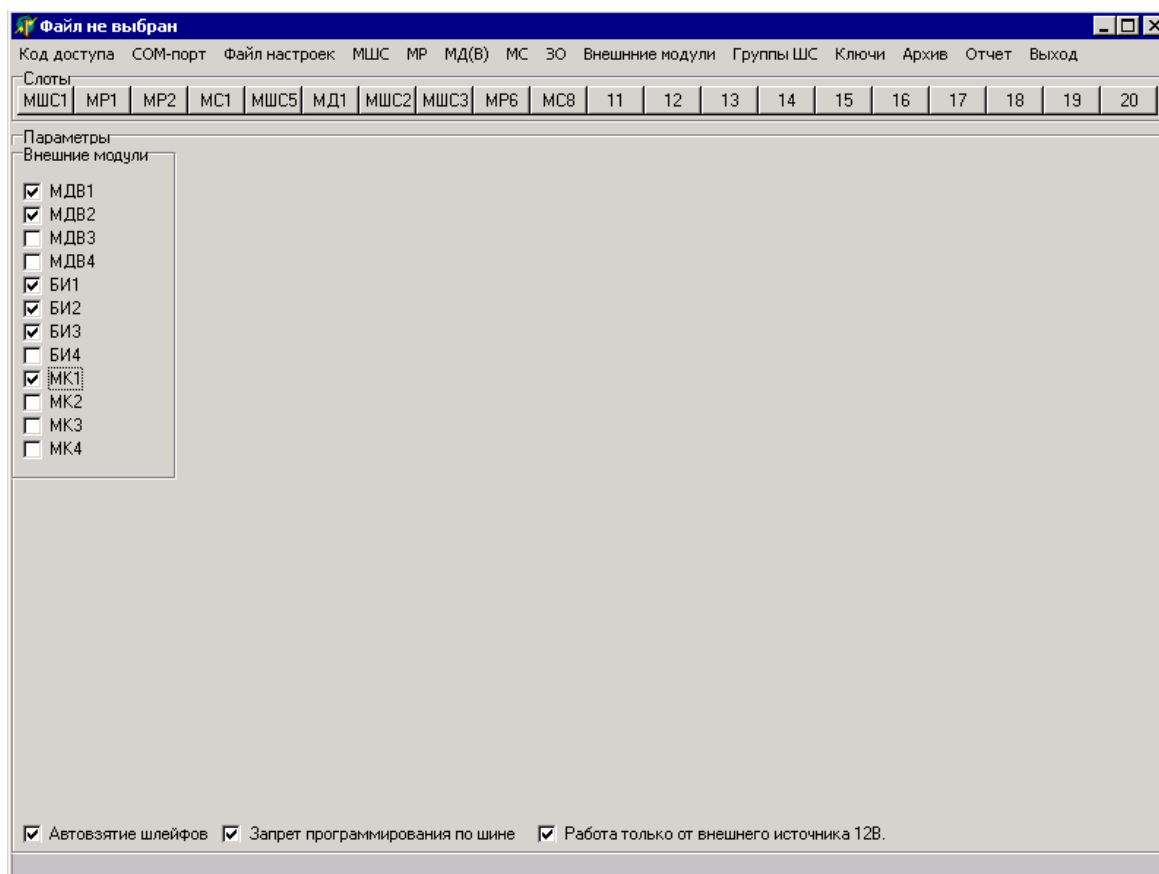 Файл не выбран
Код доступа COM-порт Файл настроек МШС МР МД(В) МС ЗО Внешнние модули Группы ШС Ключи Архив Отчет Выход
Слоты
МШС1 МР1 МР2 МС1 МШС5 МД1 МШС2 МШС3 МР6 МС8 11 12 13 14 15 16 17 18 19 20
Параметры
Внешние модули
МДВ1
МДВ2
МДВ3
МДВ4
БИ1
БИ2
БИ3
БИ4
МК1
МК2
МК3
МК4
Автовзятие шлейфов Запрет программирования по шине Работа только от внешнего источника 12В.